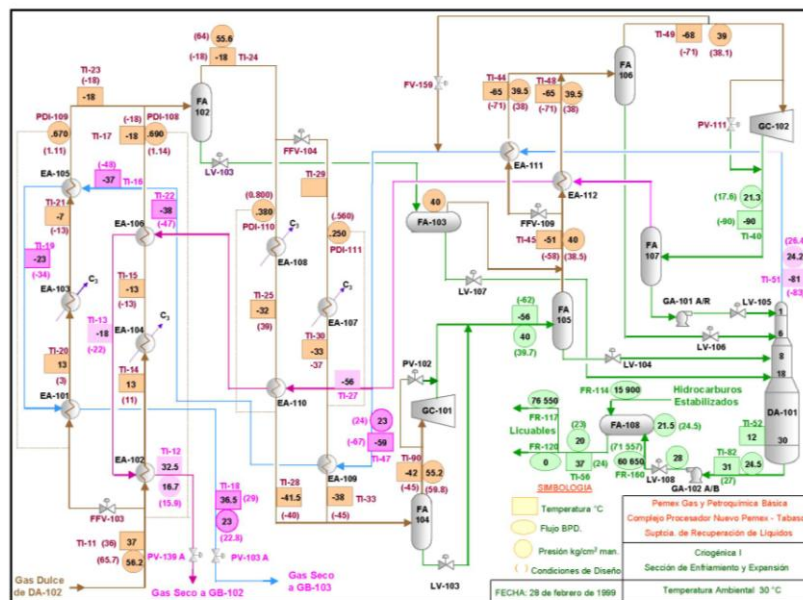 (64)
55.6
(-18)
-18
TI-24
TI-23
(-18)
-18
FA
102
PDI-109
.670
(1.11)
TI-17
(-18)
-18
PDI-108
.690
(1.14)
FFV-104
LV-103
TI-49
-68
(-71)
39
(38.1)
FA
106
FV-159
TI-44
-65
(-71)
39.5
(38)
TI-48
-65
(-71)
39.5
(38)
PV-111
GC-102
EA-111
EA-112
EA-105
(-48)
-37
TI-16
TI-21
-7
(-13)
TI-22
-38
(-47)
EA-106
TI-19
-23
(-34)
EA-103
C3
TI-15
-13
(-13)
EA-104
C3
TI-13
-18
(-22)
TI-20
13
(3)
TI-14
13
(11)
EA-101
EA-102
TI-12
32.5
16.7
(15.9)
TI-18
36.5
(29)
23
(22.8)
FFV-103
PV-139 A
PV-103 A
TI-11
(36)
37
(65.7)
56.2
Gas Dulce
de DA-102
Gas Seco a GB-102
Gas Seco
a GB-103
TI-29
(0.800)
.380
PDI-110
(.560)
.250
PDI-111
C3
EA-108
C3
EA-107
TI-25
-32
(39)
TI-30
-33
-37
EA-110
EA-109
TI-28
-41.5
(-40)
-38
TI-33
(-45)
-56
TI-27
(24)
23
(-67)
-59
TI-47
40
FA-103
FFV-109
TI-45
-51
(-58)
40
(38.5)
LV-107
(-62)
-56
40
(39.7)
FA
105
PV-102
GC-101
TI-90
-42
(-45)
55.2
(59.8)
FA
104
LV-103
LV-104
LV-106
FA
107
(17.6)
21.3
(-90)
-90
TI-40
GA-101 A/R
LV-105
(26.4
24.2
TI-51
-81
(-83)
1
6
8
18
DA-101
30
TI-52
12
TI-82
31
(27)
24.5
GA-102 A/B
LV-108
28
FR-114
15 900
Hidrocarburos
Estabilizados
76 550
FR-117
Licuables
FR-120
0
FA-108
21.5
(24.5)
(23)
20
37
(24)
TI-56
(71 557)
60 650
FR-160
SIMBOLOGIA
Temperatura °C
Flujo BPD.
Presión kg/cm² man.
( )
Condiciones de Diseño.
FECHA: 28 de febrero de 1999
Pemex Gas y Petroquímica Básica
Complejo Procesador Nuevo Pemex - Tabasco
Suptcia. de Recuperación de Líquidos
Criogénica I
Sección de Enfriamiento y Expansión
Temperatura Ambiental 30 °C